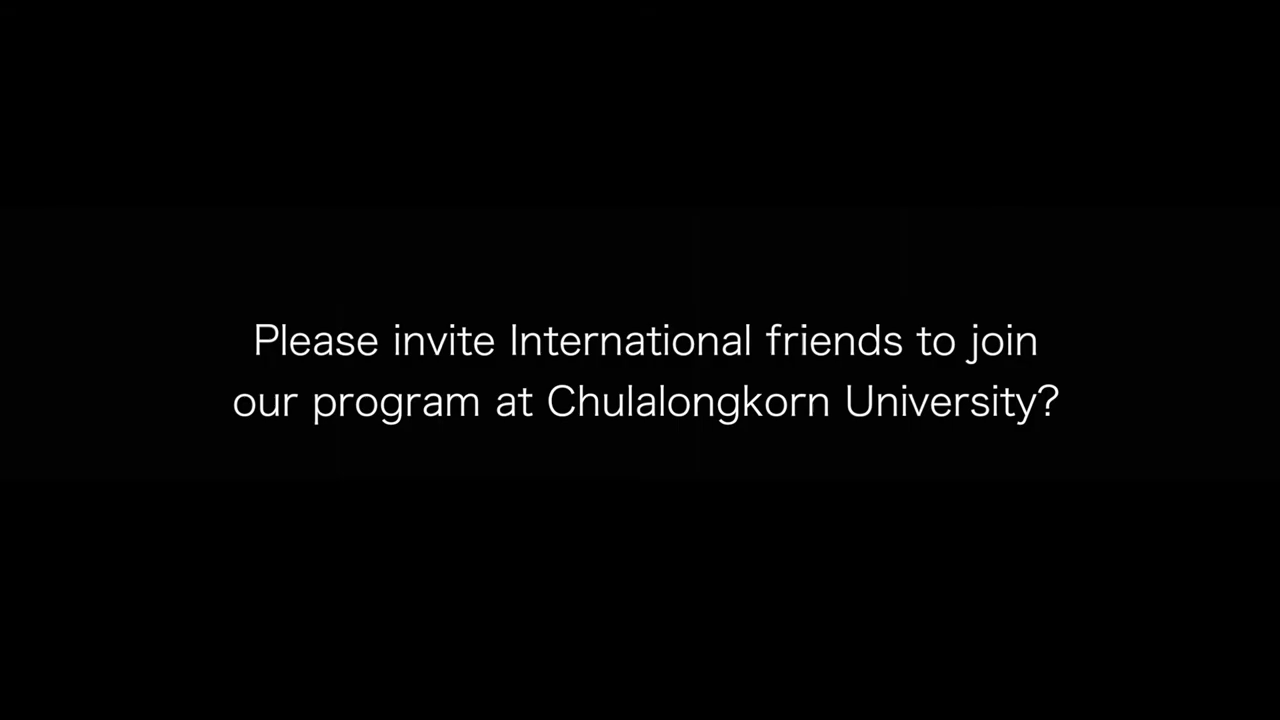 Please invite International friends to join
our program at Chulalongkorn University?